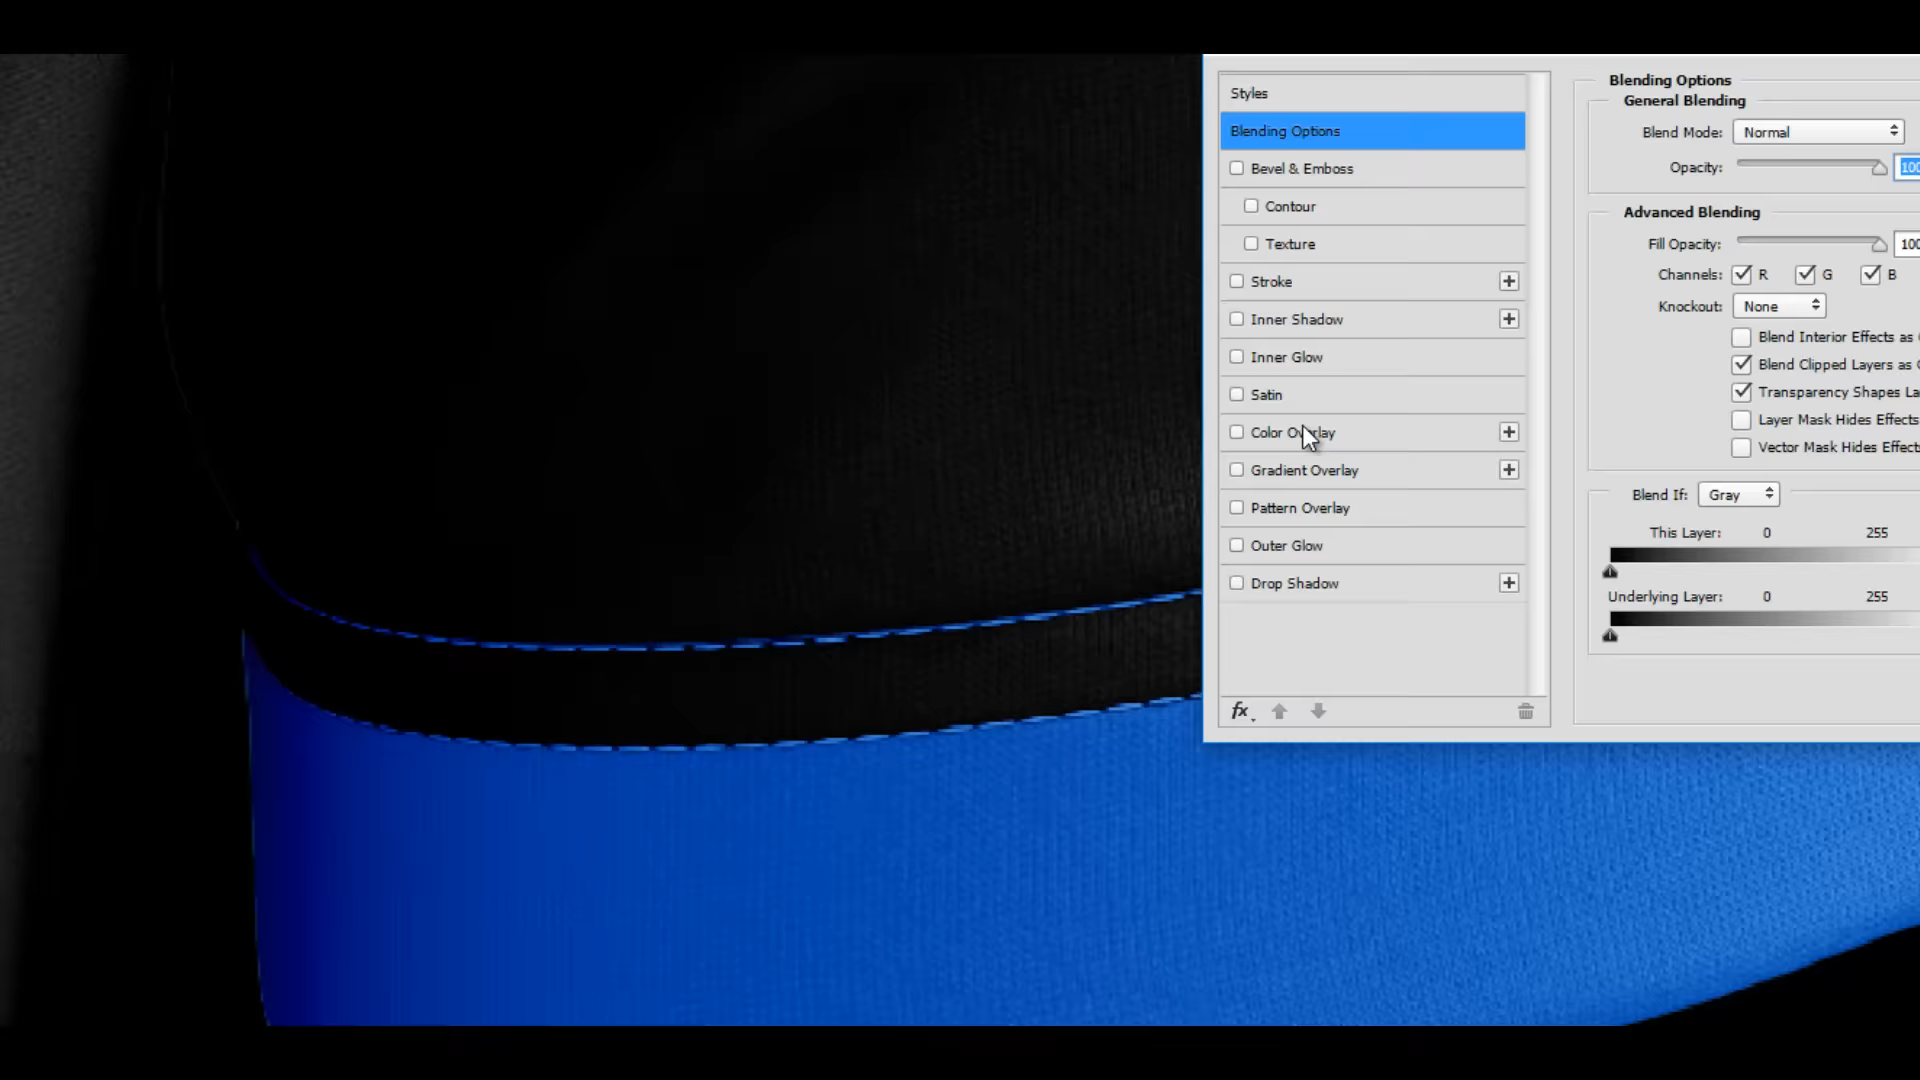 Styles
Blending Options
Bevel & Emboss
Contour
Texture
Stroke
Inner Shadow
Inner Glow
Satin
Color Overlay
Gradient Overlay
Pattern Overlay
Outer Glow
Drop Shadow
fx
Blending Options
General Blending
Blend Mode: Normal
Opacity: 100
Advanced Blending
Fill Opacity: 100
Channels: R G B
Knockout: None
Blend Interior Effects as
Blend Clipped Layers as
Transparency Shapes La
Layer Mask Hides Effects
Vector Mask Hides Effect
Blend If: Gray
This Layer: 0 255
Underlying Layer: 0 255